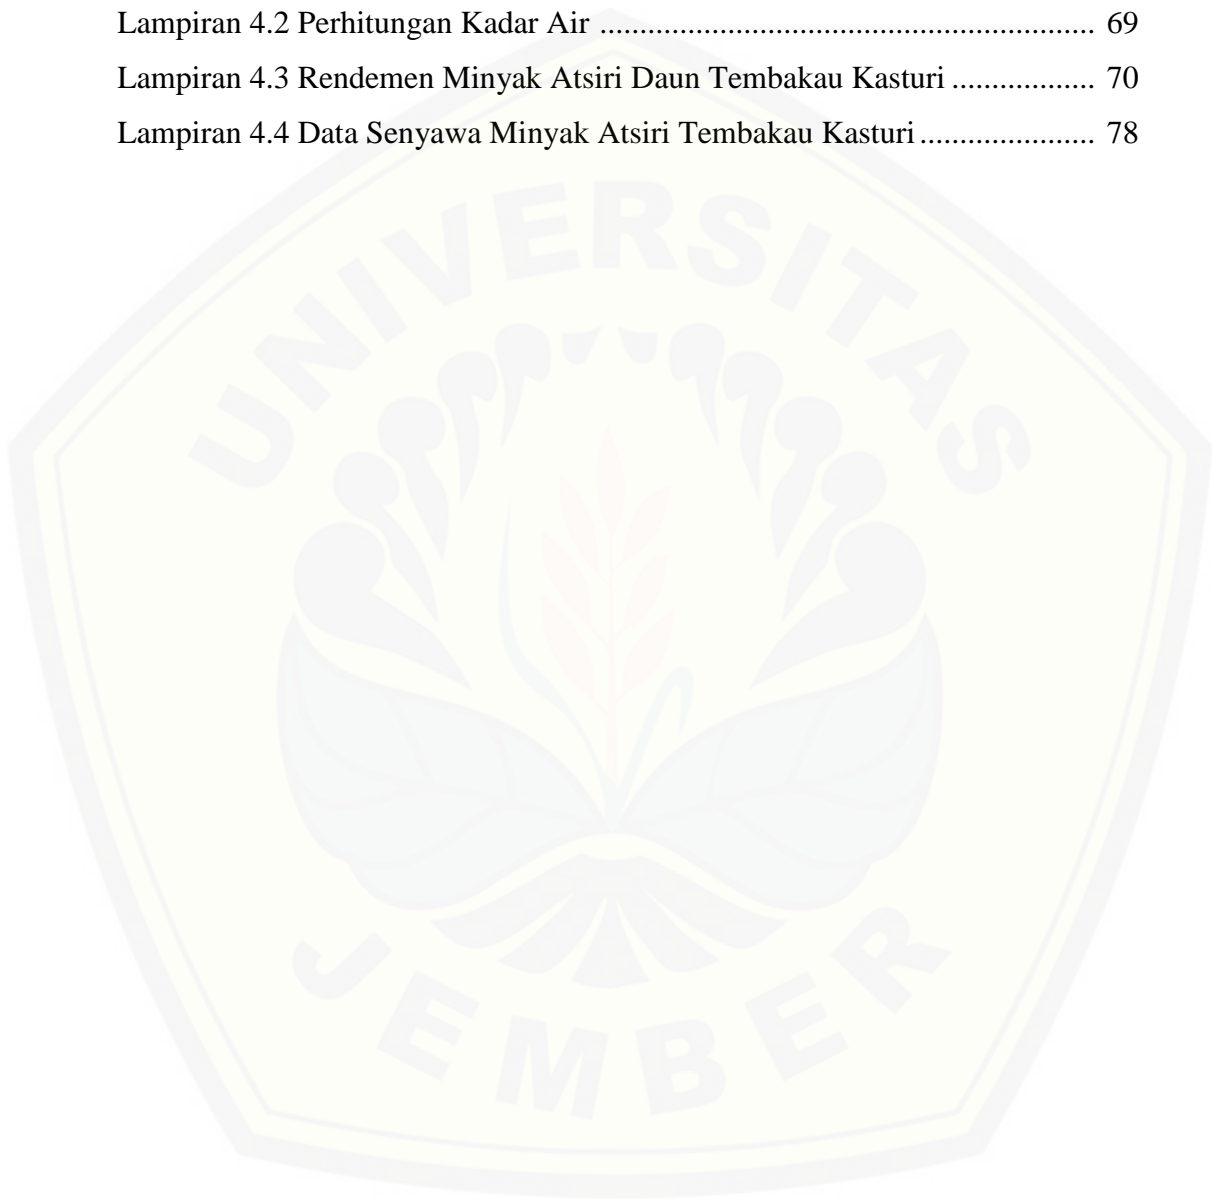 Lampiran 4.2 Perhitungan Kadar Air .............................................................. 69
Lampiran 4.3 Rendemen Minyak Atsiri Daun Tembakau Kasturi .................. 70
Lampiran 4.4 Data Senyawa Minyak Atsiri Tembakau Kasturi ...................... 78
UNIVERSITAS
JEMBER